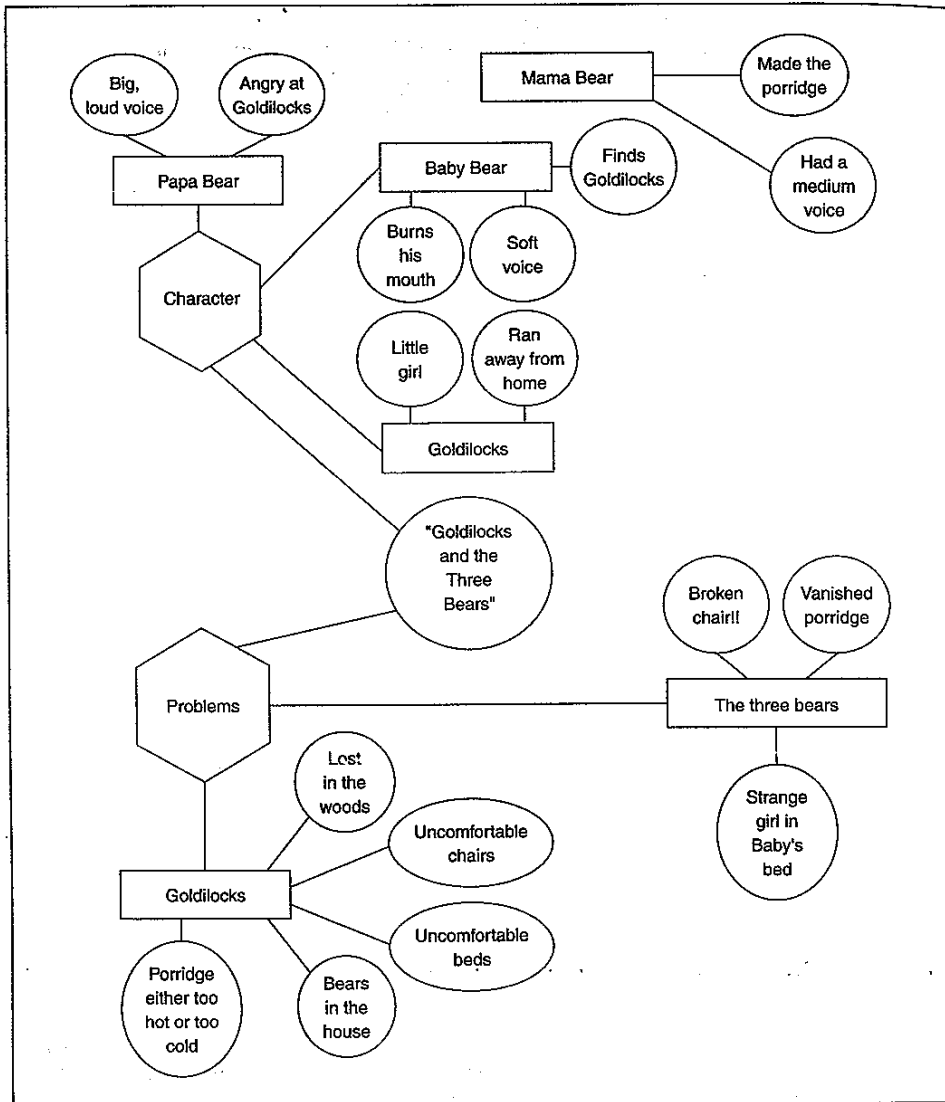 Big,
loud voice
Angry at
Goldilocks
Mama Bear
Made the
porridge
Papa Bear
Baby Bear
Finds
Goldilocks
Had a
medium
voice
Burns
his
mouth
Soft
voice
Character
Little
girl
Ran
away from
home
Goldilocks
"Goldilocks
and the
Three
Bears"
Broken
chair!!
Vanished
porridge
Problems
The three bears
Lost
in the
woods
Strange
girl in
Baby's
bed
Uncomfortable
chairs
Goldilocks
Uncomfortable
beds
Porridge
either too
hot or too
cold
Bears
in the
house